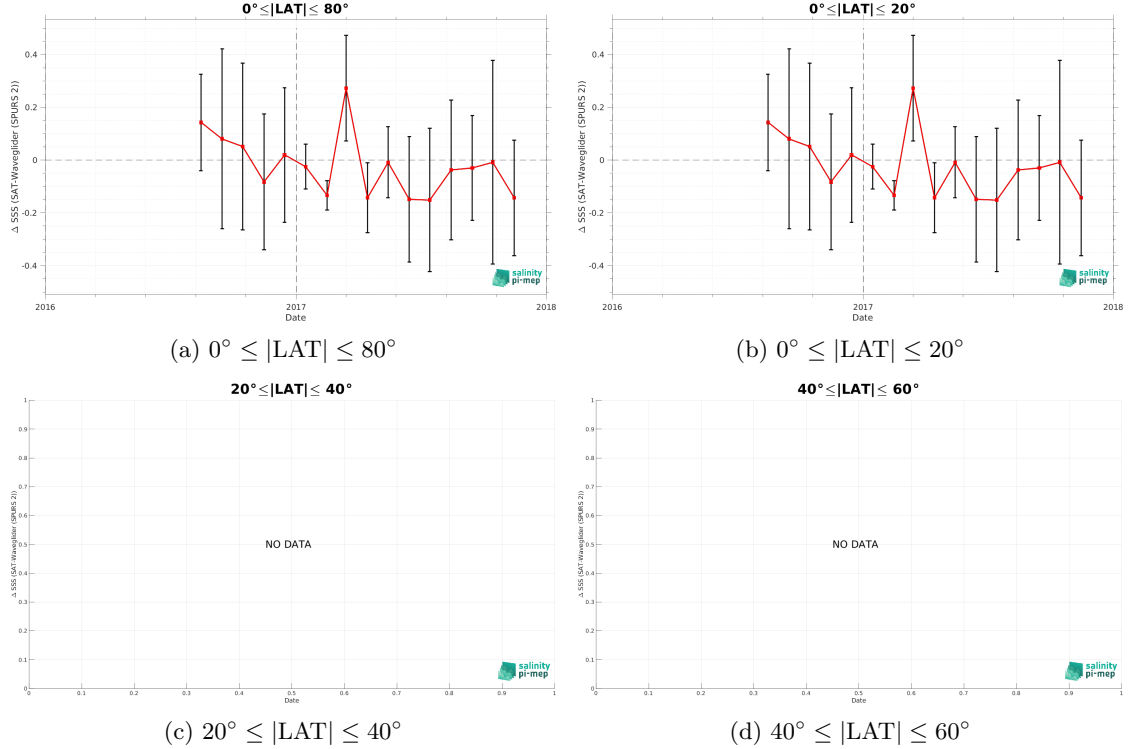 0°≤|LAT|≤ 80°
Δ SSS (SAT-Waveglider (SPURS 2))
0.4
0.2
0
-0.2
-0.4
2016
2017
2018
Date
salinity
pi-mep
(a) 0° ≤ |LAT| ≤ 80°
0°≤|LAT|≤ 20°
Δ SSS (SAT-Waveglider (SPURS 2))
0.4
0.2
0
-0.2
-0.4
2016
2017
2018
Date
salinity
pi-mep
(b) 0° ≤ |LAT| ≤ 20°
20°≤|LAT|≤ 40°
Δ SSS (SAT-Waveglider (SPURS 2))
1
0.9
0.8
0.7
0.6
0.5
0.4
0.3
0.2
0.1
0
NO DATA
0 0.1 0.2 0.3 0.4 0.5 0.6 0.7 0.8 0.9 1
Date
salinity
pi-mep
(c) 20° ≤ |LAT| ≤ 40°
40°≤|LAT|≤ 60°
Δ SSS (SAT-Waveglider (SPURS 2))
1
0.9
0.8
0.7
0.6
0.5
0.4
0.3
0.2
0.1
0
NO DATA
0 0.1 0.2 0.3 0.4 0.5 0.6 0.7 0.8 0.9 1
Date
salinity
pi-mep
(d) 40° ≤ |LAT| ≤ 60°